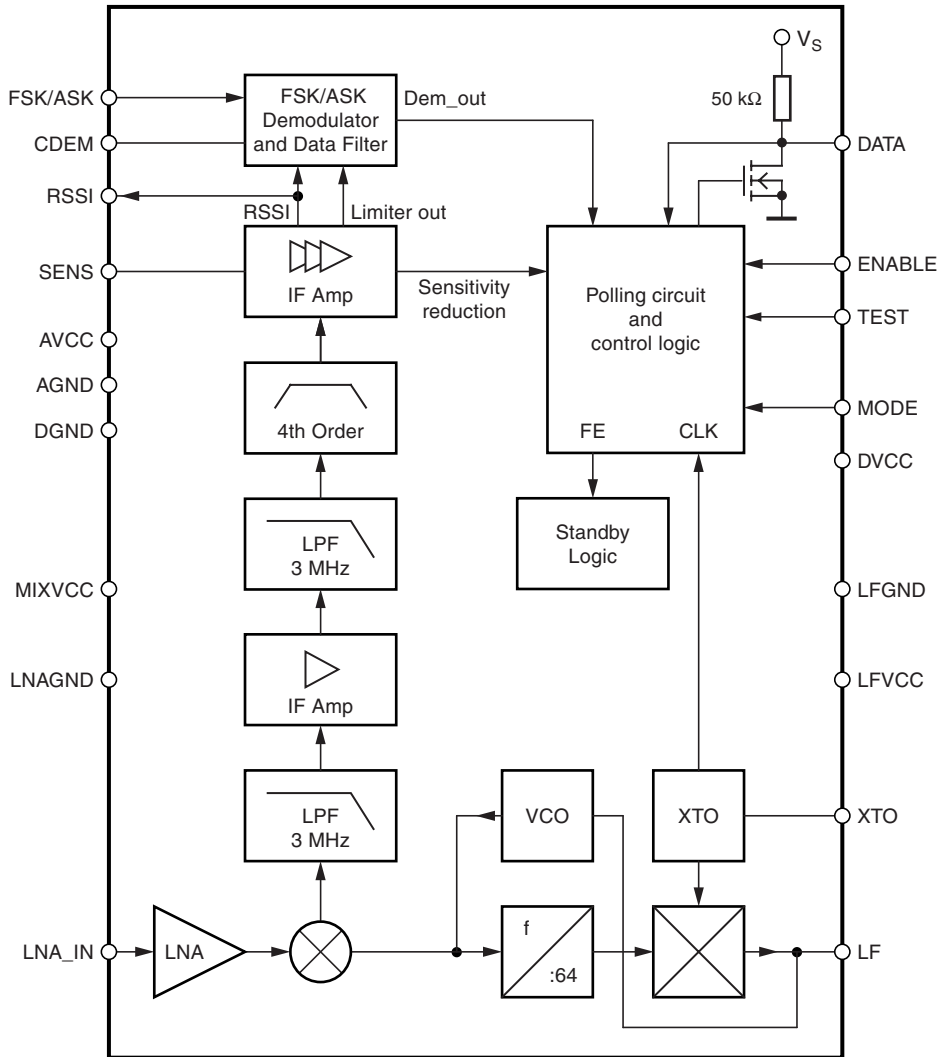 V_S
FSK/ASK
FSK/ASK
Demodulator
and Data Filter
Dem_out
50 kΩ
CDEM
DATA
RSSI
RSSI
Limiter out
SENS
IF Amp
Sensitivity
reduction
Polling circuit
and
control logic
FE
CLK
ENABLE
TEST
MODE
AVCC
AGND
DGND
4th Order
DVCC
LPF
3 MHz
Standby
Logic
MIXVCC
LFGND
LNAGND
IF Amp
LFVCC
LPF
3 MHz
VCO
XTO
XTO
LNA_IN
LNA
f
:64
LF